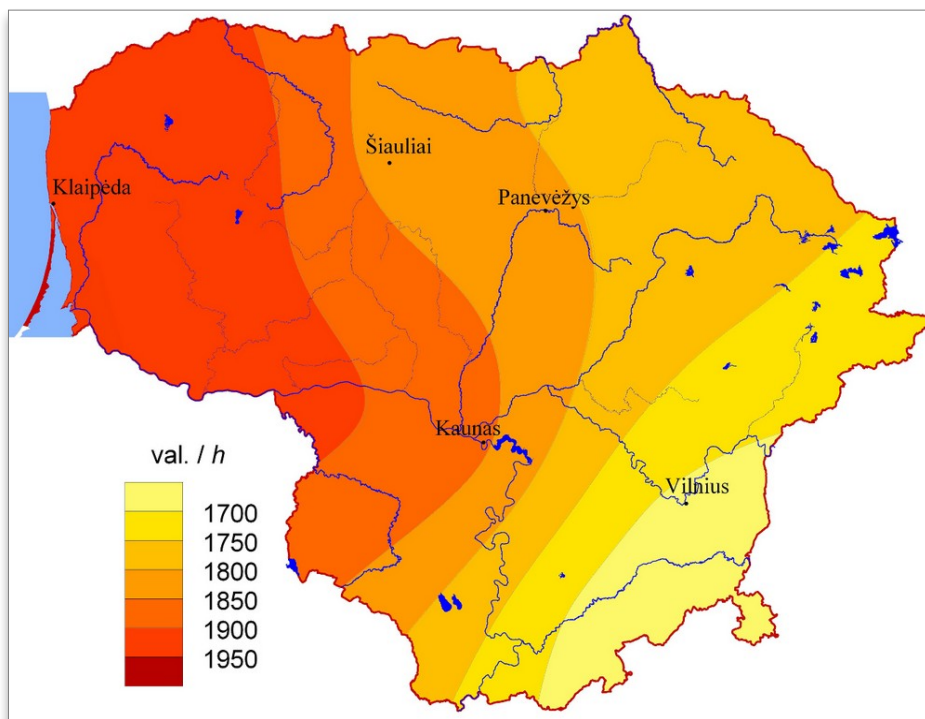 Šiauliai
Klaipėda
Panevėžys
Kaunas
Vilnius
val. / h
1700
1750
1800
1850
1900
1950